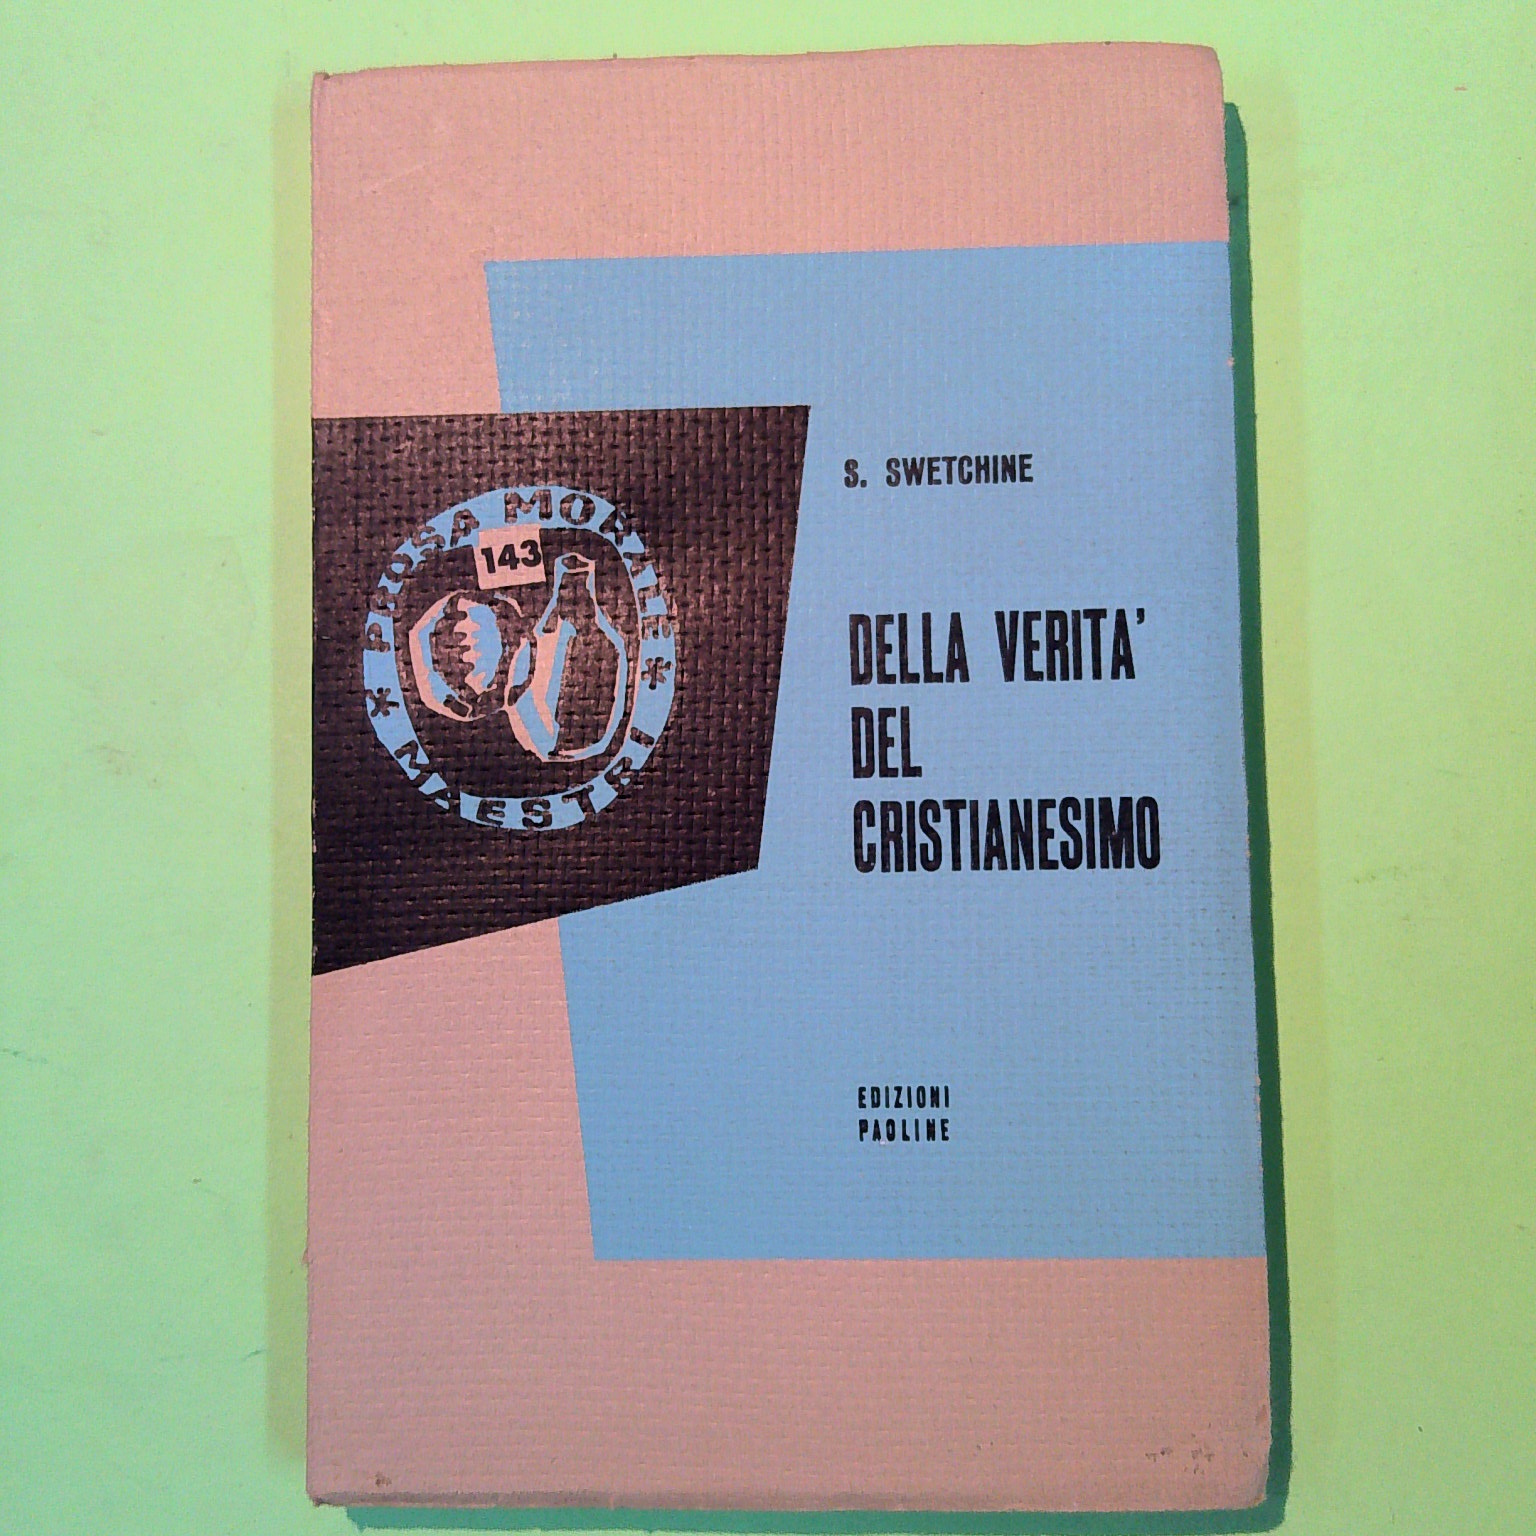 S. SWETCHINE
PROSA MORALE
143
* MAESTRI *
DELLA VERITA'
DEL
CRISTIANESIMO
EDIZIONI
PAOLINE